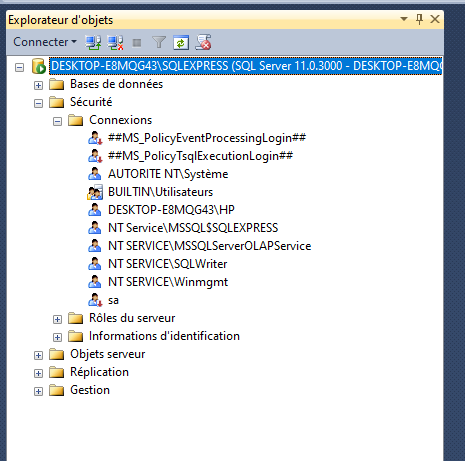 Explorateur d'objets
Connecter
DESKTOP-E8MQG43\SQLEXPRESS (SQL Server 11.0.3000 - DESKTOP-E8MQG
Bases de données
Sécurité
Connexions
##MS_PolicyEventProcessingLogin##
##MS_PolicyTsqlExecutionLogin##
AUTORITE NT\Système
BUILTIN\Utilisateurs
DESKTOP-E8MQG43\HP
NT Service\MSSQL$SQLEXPRESS
NT SERVICE\MSSQLServerOLAPService
NT SERVICE\SQLWriter
NT SERVICE\Winmgmt
sa
Rôles du serveur
Informations d'identification
Objets serveur
Réplication
Gestion